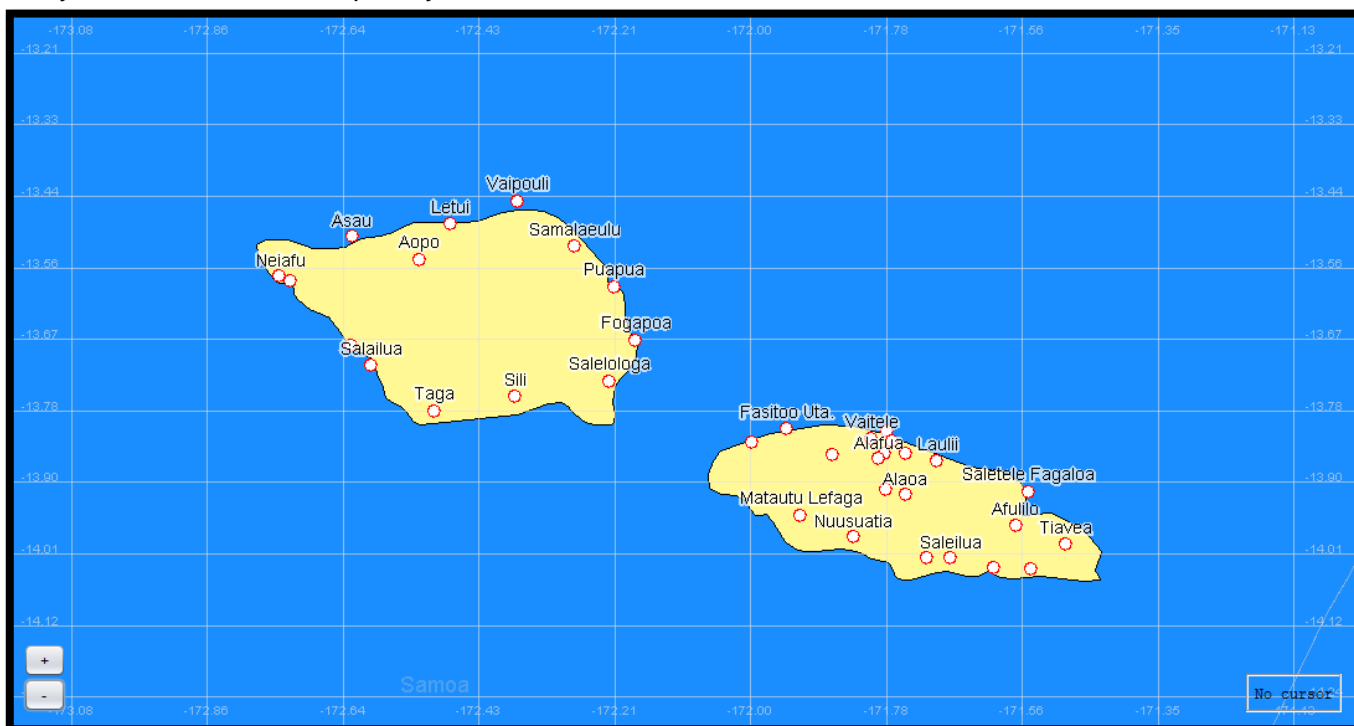 -173.08 -172.86 -172.64 -172.43 -172.21 -172.00 -171.78 -171.56 -171.35 -171.13
-13.21 -13.21
-13.33 -13.33
-13.44 -13.44
Vaipouli
Letui
Asau
Samalaeulu
Aopo
Neiafu
-13.56 -13.56
Puapua
Fogapoa
-13.67 -13.67
Salailua
Salelologa
Sili
Taga
-13.78 -13.78
Fasitoo Uta.
Vaitele
Alafua
Laulii
Saletele Fagaloa
-13.90 -13.90
Alaoa
Matautu Lefaga
Afulilo
Nuusuatia
Tiavea
Saleilua
-14.01 -14.01
-14.12 -14.12
+
Samoa
-
No cursor
-173.08 -172.86 -172.64 -172.43 -172.21 -172.00 -171.78 -171.56 -171.35